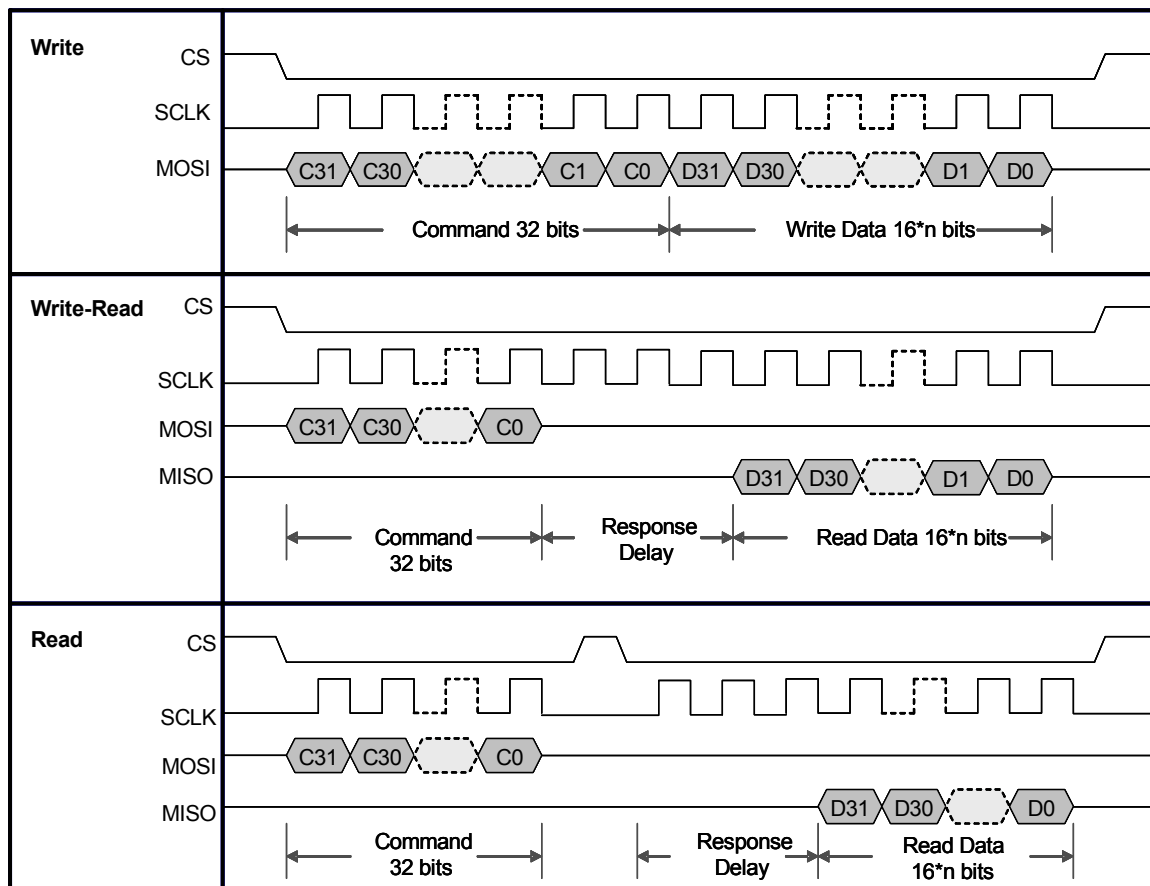 Write
CS
SCLK
MOSI
C31 C30 C1 C0 D31 D30 D1 D0
Command 32 bits
Write Data 16*n bits
Write-Read
CS
SCLK
MOSI
C31 C30 C0
MISO
D31 D30 D1 D0
Command
32 bits
Response
Delay
Read Data 16*n bits
Read
CS
SCLK
MOSI
C31 C30 C0
MISO
D31 D30 D0
Command
32 bits
Response
Delay
Read Data
16*n bits